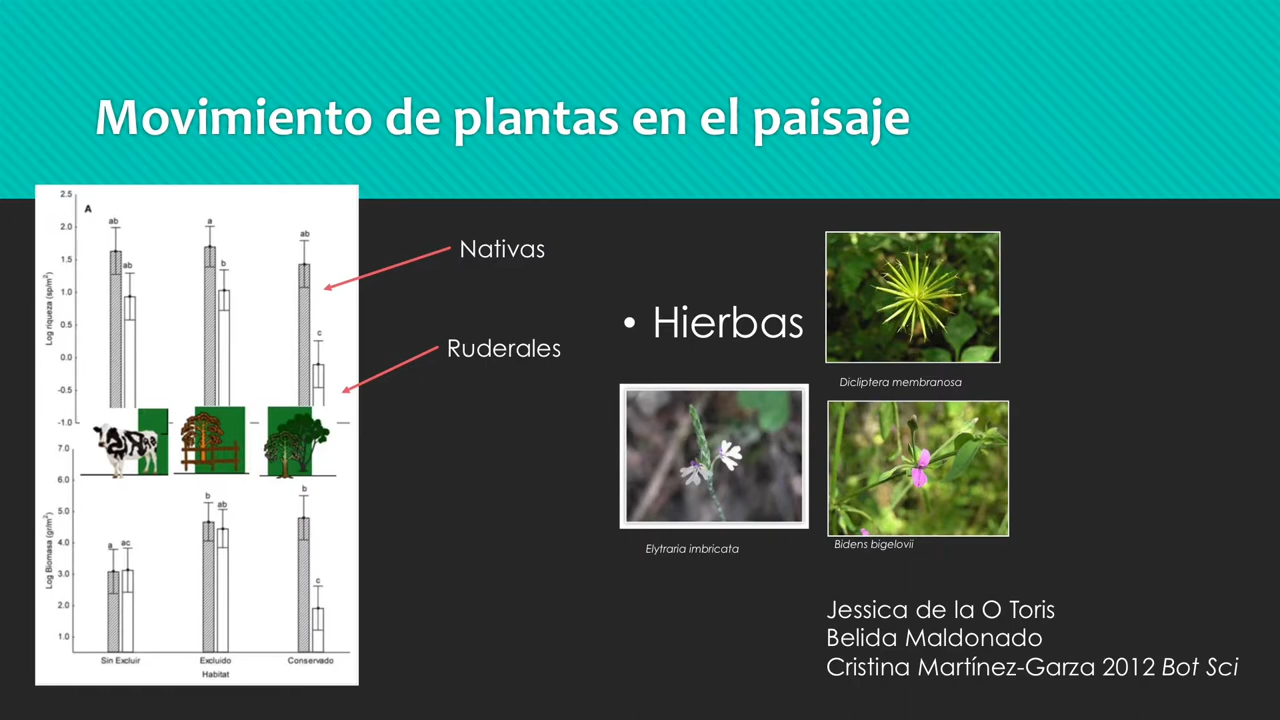 Movimiento de plantas en el paisaje
2.5
A
2.0
1.5
1.0
0.5
0.0
-0.5
-1.0
Log riqueza (sp/m²)
ab
ab
a
b
ab
c
7.0
6.0
5.0
4.0
3.0
2.0
1.0
Log Biomasa (gr/m²)
a
ac
b
ab
b
c
Sin Excluir
Excluido
Conservado
Habitat
Nativas
Ruderales
• Hierbas
Dicliptera membranosa
Elytraria imbricata
Bidens bigelovii
Jessica de la O Toris
Belida Maldonado
Cristina Martínez-Garza 2012 Bot Sci